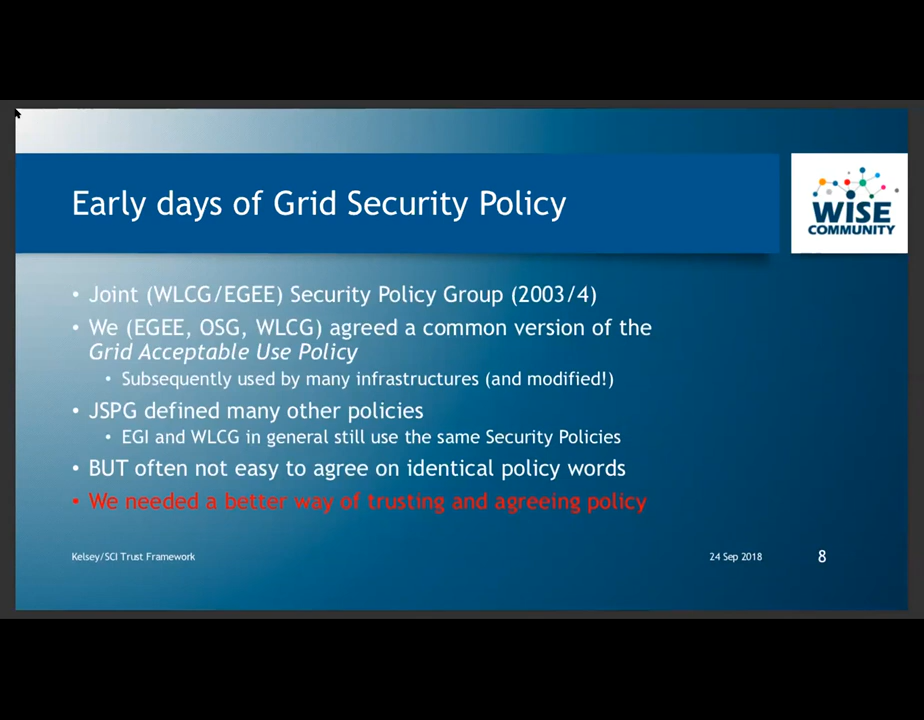 Early days of Grid Security Policy
WISE
COMMUNITY
• Joint (WLCG/EGEE) Security Policy Group (2003/4)
• We (EGEE, OSG, WLCG) agreed a common version of the
Grid Acceptable Use Policy
• Subsequently used by many infrastructures (and modified!)
• JSPG defined many other policies
• EGI and WLCG in general still use the same Security Policies
• BUT often not easy to agree on identical policy words
• We needed a better way of trusting and agreeing policy
Kelsey/SCI Trust Framework
24 Sep 2018
8